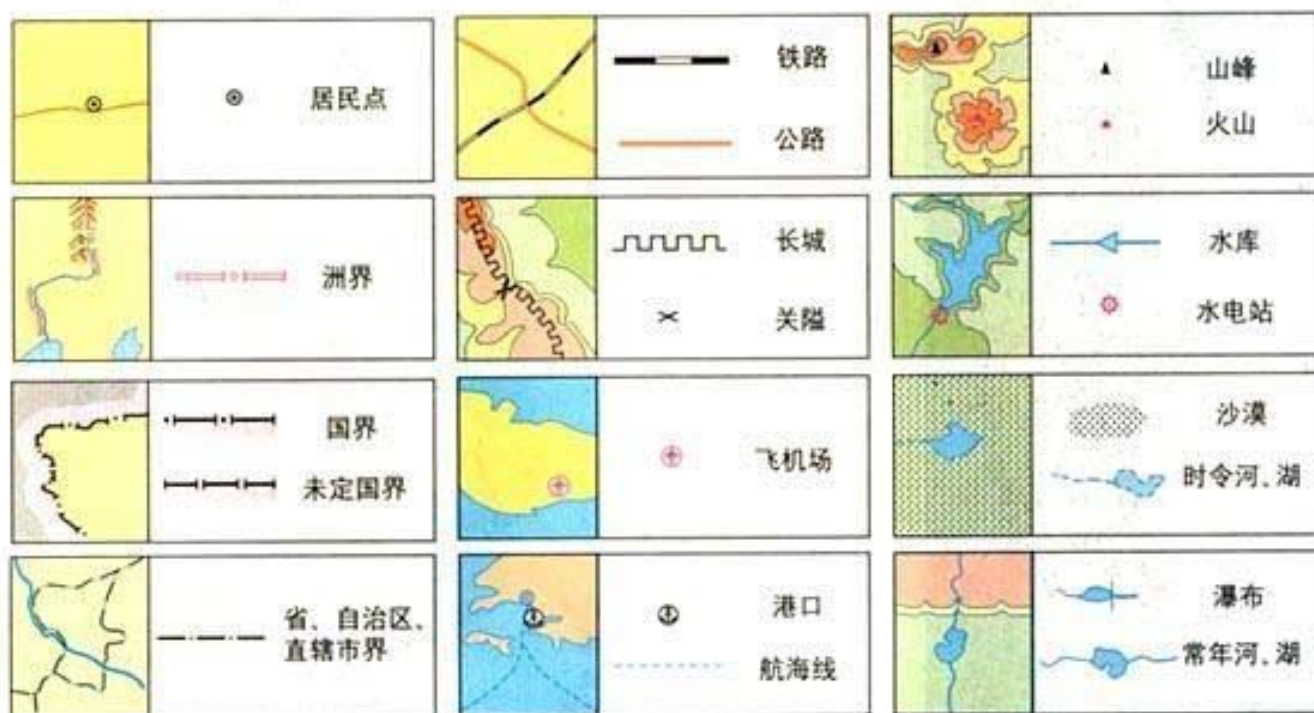 居民点
铁路
公路
山峰
火山
洲界
长城
关隘
水库
水电站
国界
未定国界
飞机场
沙漠
时令河、湖
省、自治区、
直辖市界
港口
航海线
瀑布
常年河、湖